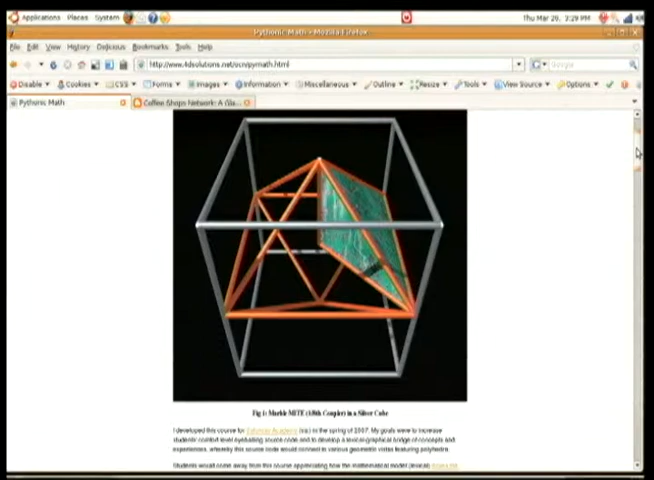 Applications Places System
Thu Mar 26, 3:29 PM
Pythonic Math - Mozilla Firefox
File Edit View History Delicious Bookmarks Tools Help
http://www.4dsolutions.net/ocn/pymath.html
Google
Disable Cookies CSS Forms Images Information Miscellaneous Outline Resize Tools View Source Options
Pythonic Math
Coffee Shops Network: A Gla...
Fig 1: Marble MITE (1/8th Coupler) in a Silver Cube
I developed this course for Saturday Academy in the spring of 2007. My goals were to increase
students' comfort level eyeballing source code and to develop a lexical-graphical bridge of concepts and
experiences, whereby this source code would connect to various geometric vistas featuring polyhedra.
Students would come away from this course appreciating how the mathematical model